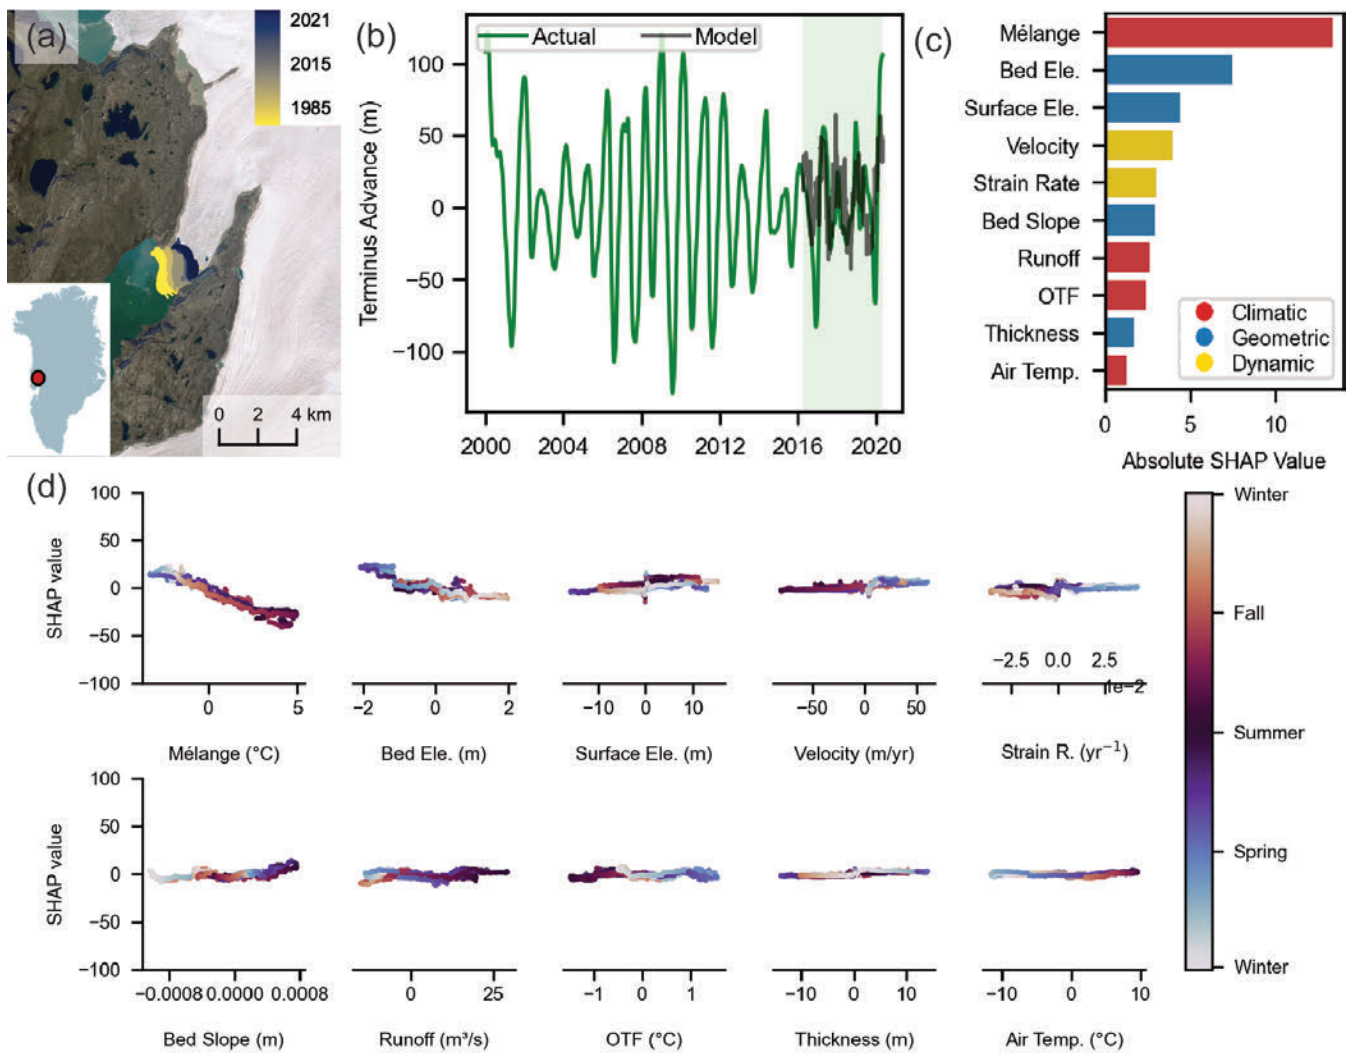 (a)
2021
2015
1985
0 2 4 km
(b)
Actual Model
Terminus Advance (m)
100
50
0
−50
−100
2000 2004 2008 2012 2016 2020
(c)
Mélange
Bed Ele.
Surface Ele.
Velocity
Strain Rate
Bed Slope
Runoff
OTF
Thickness
Air Temp.
Climatic
Geometric
Dynamic
0 5 10
Absolute SHAP Value
(d)
SHAP value
100
50
0
−50
−100
0 5
Mélange (°C)
−2 0 2
Bed Ele. (m)
−10 0 10
Surface Ele. (m)
−50 0 50
Velocity (m/yr)
−2.5 0.0 2.5
1e−2
Strain R. (yr⁻¹)
SHAP value
100
50
0
−50
−100
−0.0008 0.0000 0.0008
Bed Slope (m)
0 25
Runoff (m³/s)
−1 0 1
OTF (°C)
−10 0 10
Thickness (m)
−10 0 10
Air Temp. (°C)
Winter
Fall
Summer
Spring
Winter